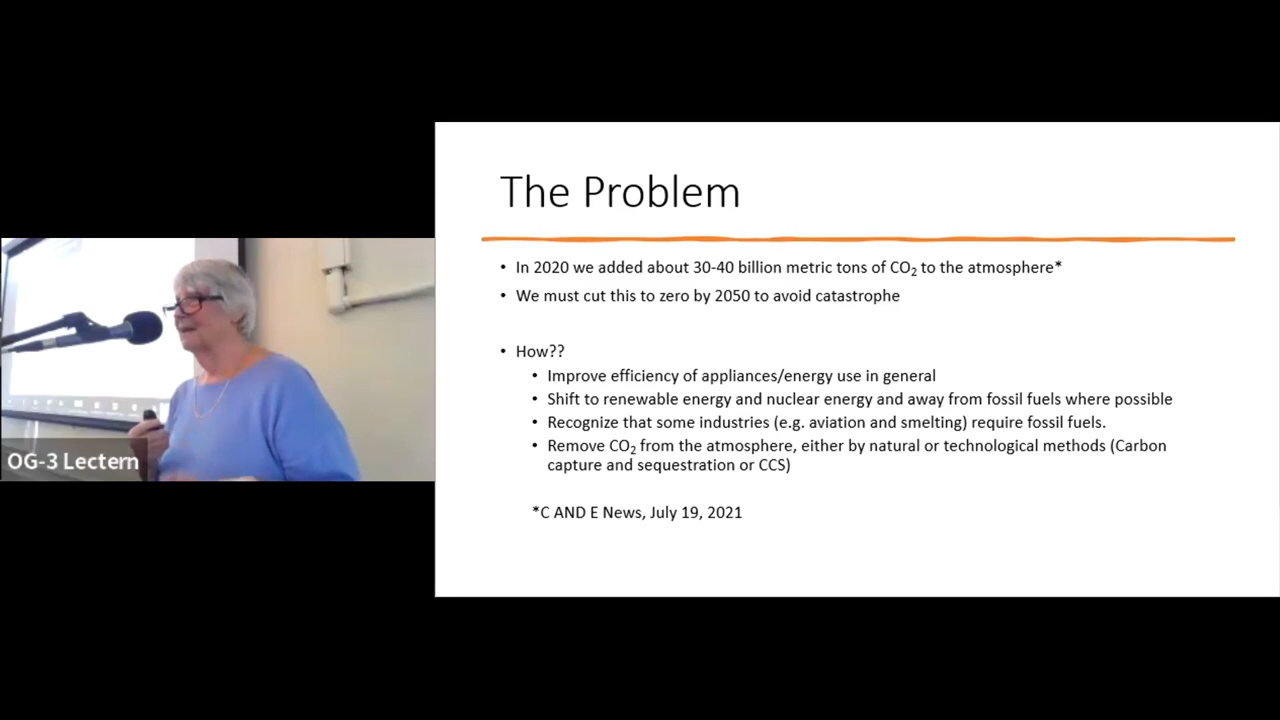 The Problem
• In 2020 we added about 30-40 billion metric tons of CO₂ to the atmosphere*
• We must cut this to zero by 2050 to avoid catastrophe
• How??
• Improve efficiency of appliances/energy use in general
• Shift to renewable energy and nuclear energy and away from fossil fuels where possible
• Recognize that some industries (e.g. aviation and smelting) require fossil fuels.
• Remove CO₂ from the atmosphere, either by natural or technological methods (Carbon
capture and sequestration or CCS)
*C AND E News, July 19, 2021
OG-3 Lectern